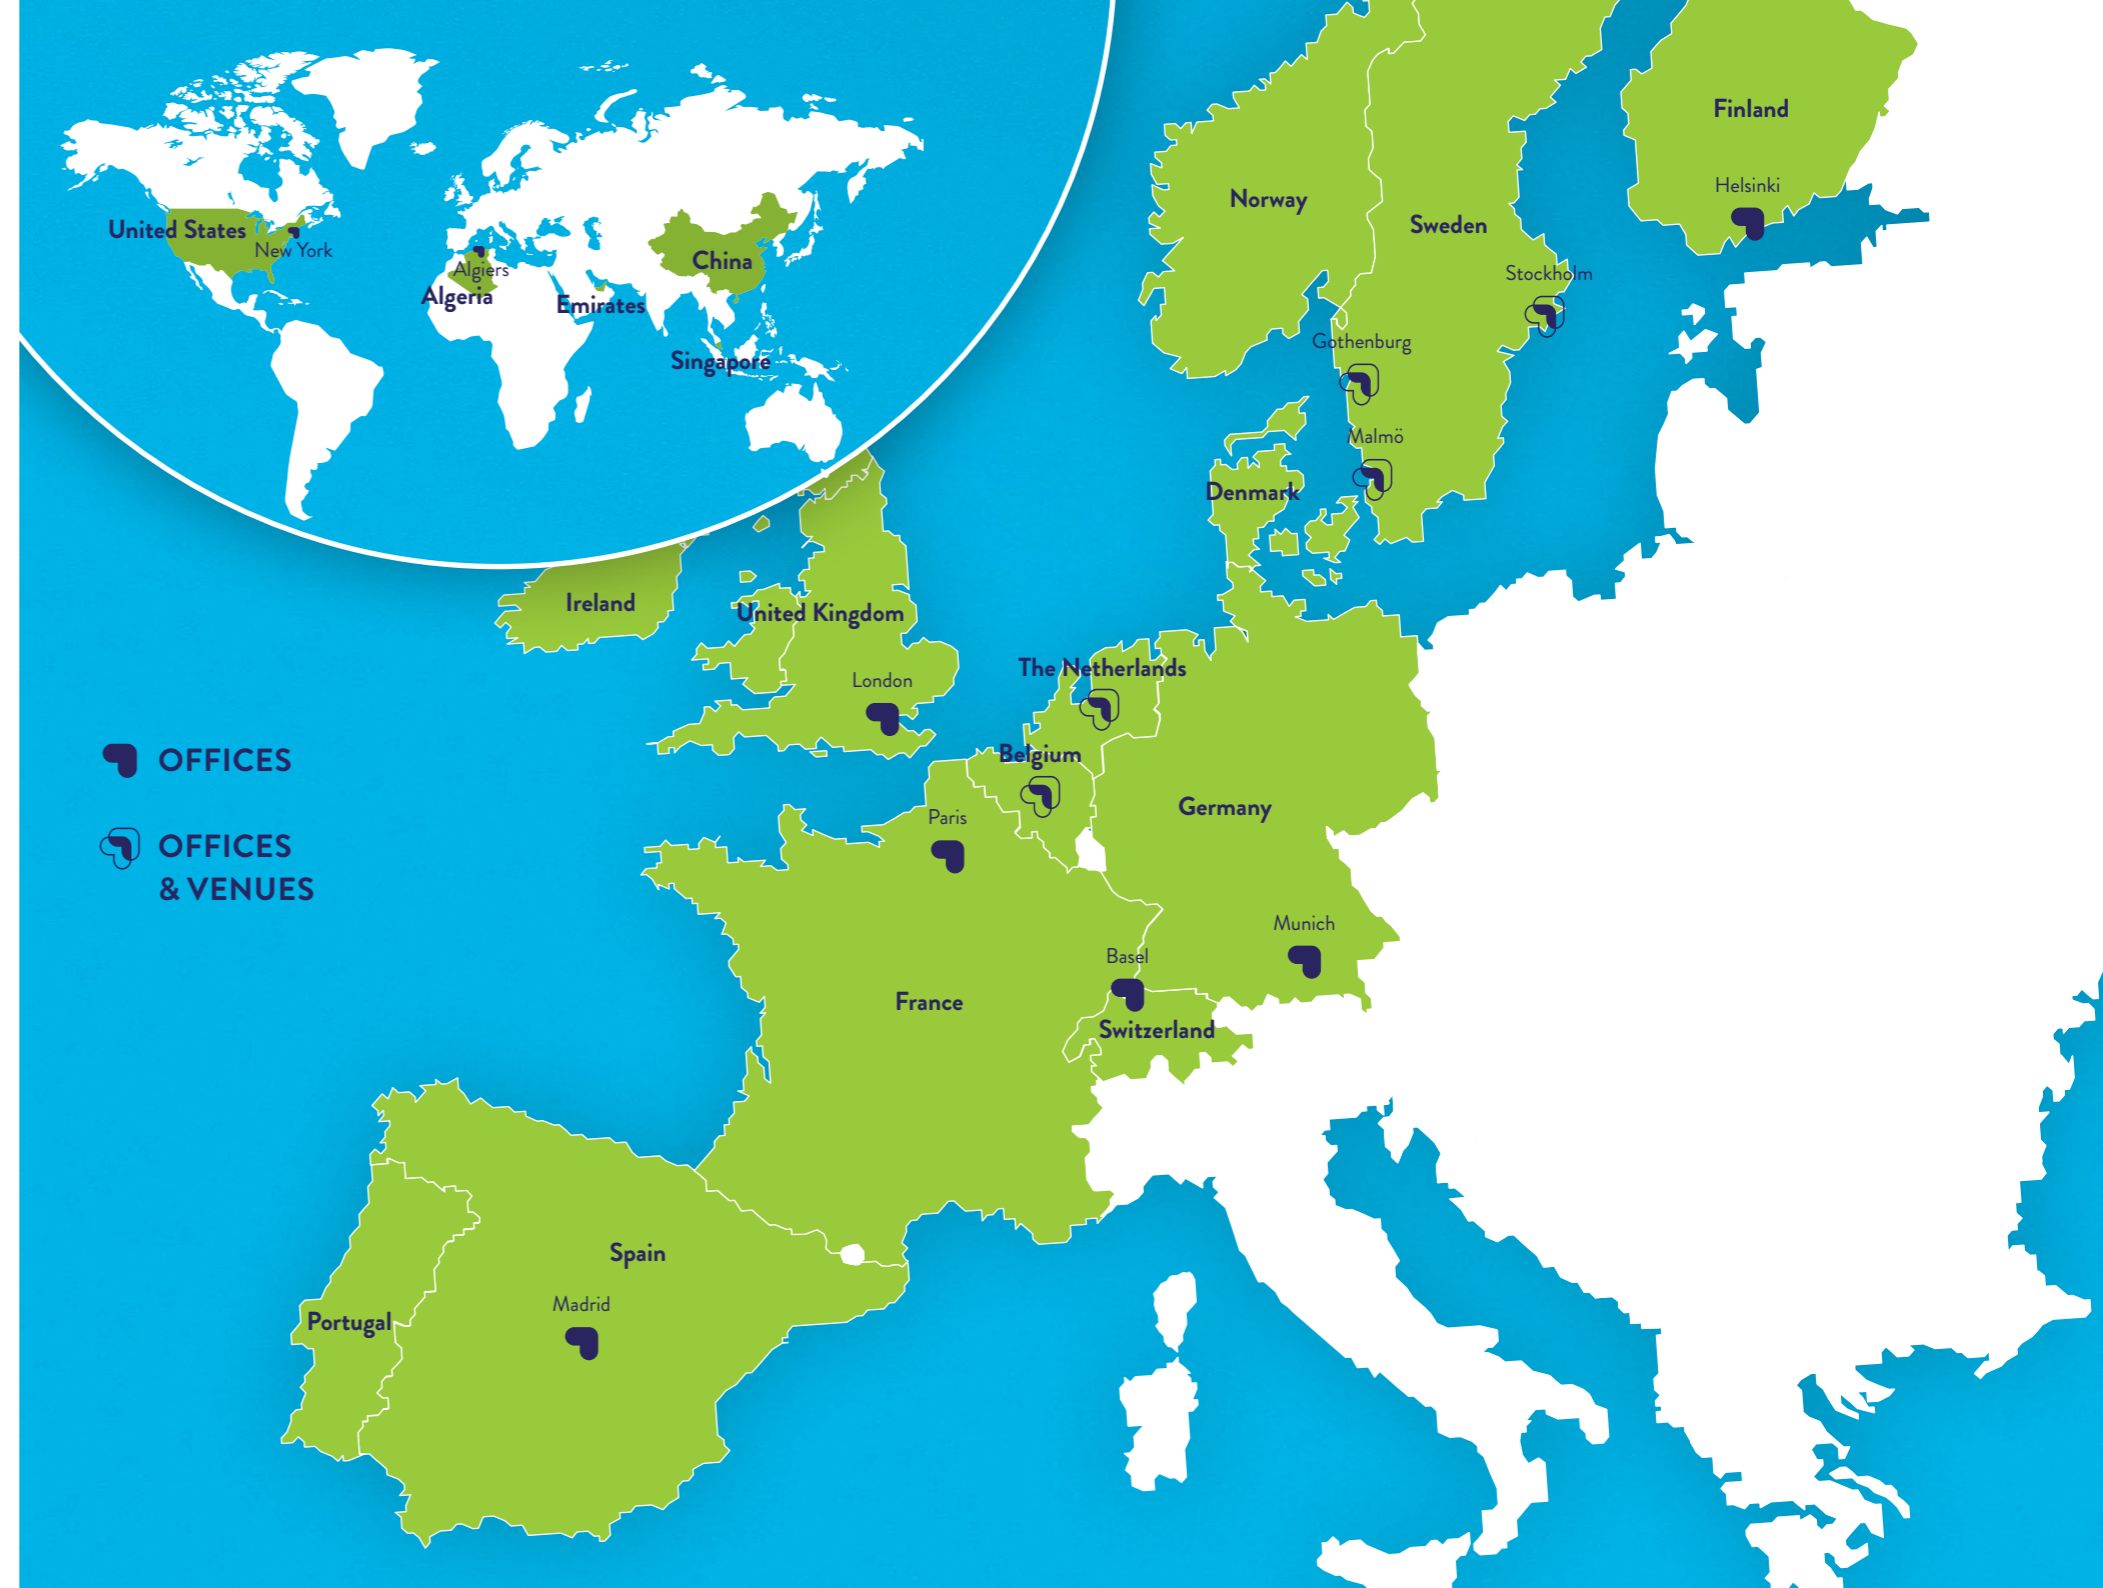 United States
New York
Algiers
Algeria
Emirates
China
Singapore
Finland
Helsinki
Norway
Sweden
Stockholm
Gothenburg
Malmö
Denmark
Ireland
United Kingdom
London
The Netherlands
Belgium
Germany
OFFICES
OFFICES
& VENUES
Paris
Munich
Basel
France
Switzerland
Spain
Madrid
Portugal